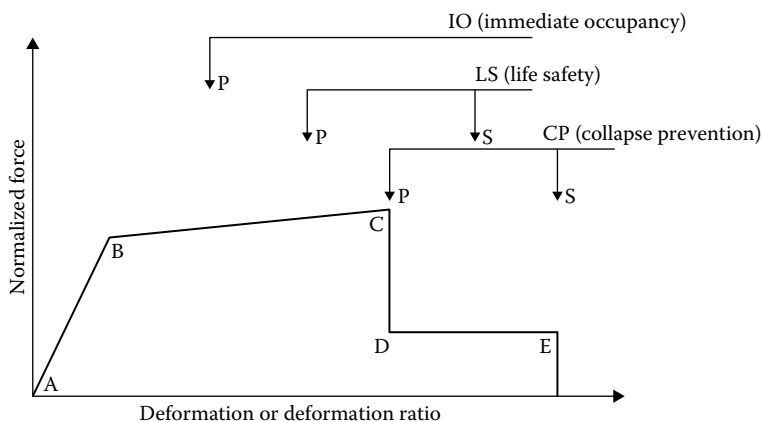 IO (immediate occupancy)
P
LS (life safety)
P
S
CP (collapse prevention)
P
S
Normalized force
C
B
D
E
A
Deformation or deformation ratio